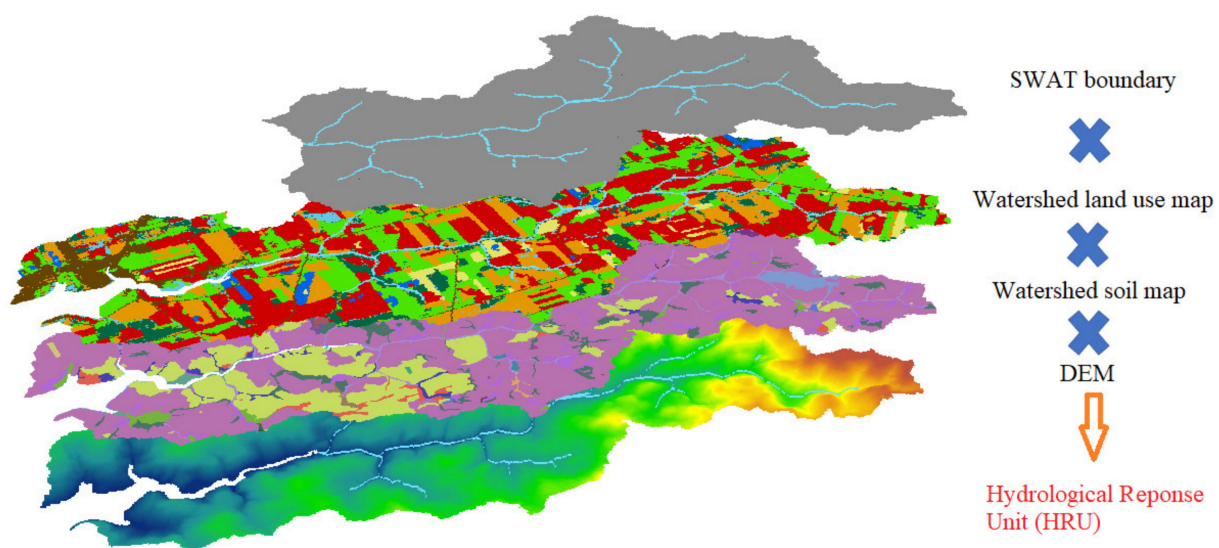 SWAT boundary
Watershed land use map
Watershed soil map
DEM
Hydrological Reponse
Unit (HRU)